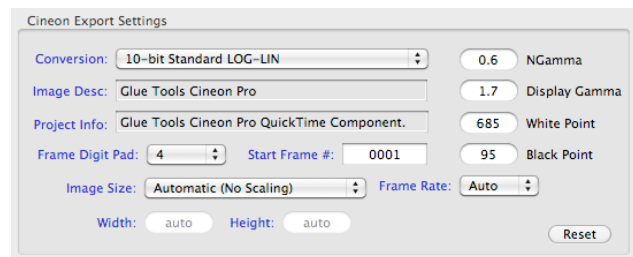 Cineon Export Settings
Conversion: 10-bit Standard LOG-LIN 0.6 NGamma
Image Desc: Glue Tools Cineon Pro 1.7 Display Gamma
Project Info: Glue Tools Cineon Pro QuickTime Component. 685 White Point
Frame Digit Pad: 4 Start Frame #: 0001 95 Black Point
Image Size: Automatic (No Scaling) Frame Rate: Auto
Width: auto Height: auto
Reset